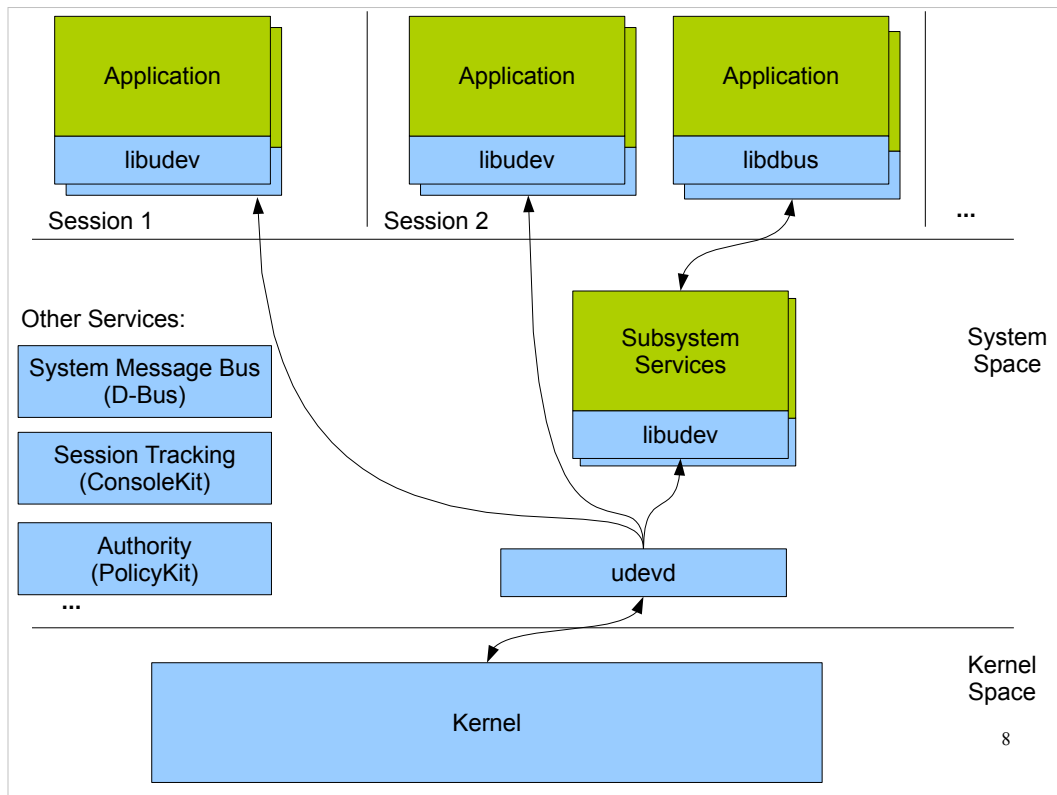 Application
libudev
Session 1
Application
libudev
Session 2
Application
libdbus
...
Other Services:
System Message Bus
(D-Bus)
Session Tracking
(ConsoleKit)
Authority
(PolicyKit)
...
Subsystem
Services
libudev
udevd
System
Space
Kernel
Kernel
Space
8